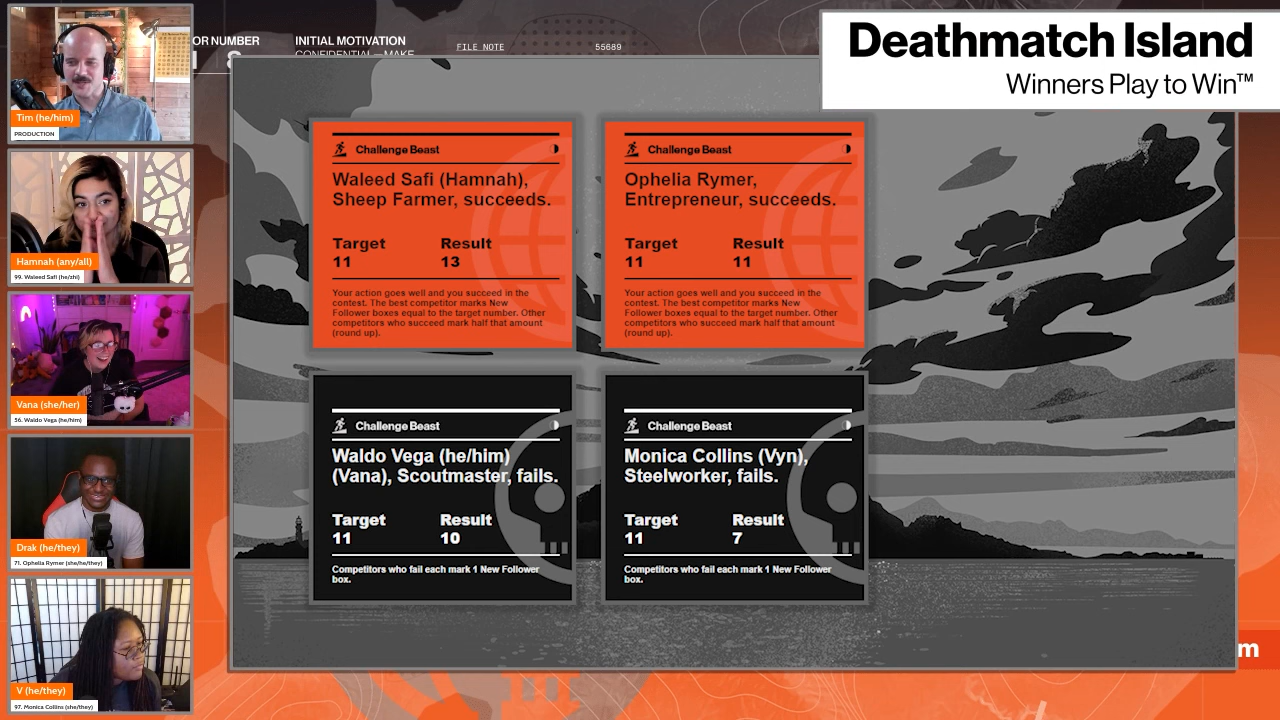 OR NUMBER
INITIAL MOTIVATION
CONFIDENTIAL — MAKE
FILE NOTE
55689
Deathmatch Island
Winners Play to Win™
Tim (he/him)
PRODUCTION
Hamnah (any/all)
99. Waleed Safi (he/zhi)
Vana (she/her)
56. Waldo Vega (he/him)
Drak (he/they)
71. Ophelia Rymer (she/he/they)
V (he/they)
97. Monica Collins (she/they)
Challenge Beast
Waleed Safi (Hamnah),
Sheep Farmer, succeeds.
Target Result
11 13
Your action goes well and you succeed in the
contest. The best competitor marks New
Follower boxes equal to the target number. Other
competitors who succeed mark half that amount
(round up).
Challenge Beast
Ophelia Rymer,
Entrepreneur, succeeds.
Target Result
11 11
Your action goes well and you succeed in the
contest. The best competitor marks New
Follower boxes equal to the target number. Other
competitors who succeed mark half that amount
(round up).
Challenge Beast
Waldo Vega (he/him)
(Vana), Scoutmaster, fails.
Target Result
11 10
Competitors who fail each mark 1 New Follower
box.
Challenge Beast
Monica Collins (Vyn),
Steelworker, fails.
Target Result
11 7
Competitors who fail each mark 1 New Follower
box.
m